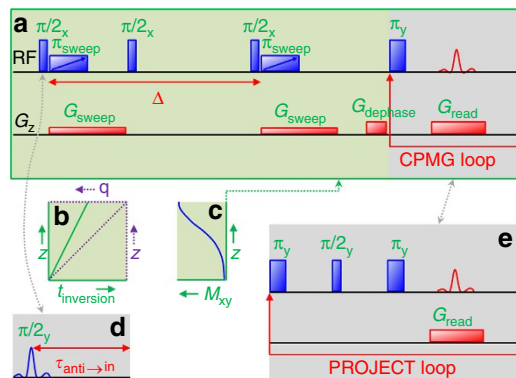 a
π/2x π/2x π/2x πy
πsweep πsweep
RF
Δ
Gsweep Gsweep Gdephase Gread
Gz
CPMG loop
q
b c e
z z z
tinversion Mxy
πy π/2y πy
d
π/2y
Gread
τanti→in
PROJECT loop